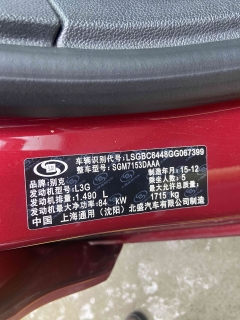 车辆识别代号: LSGBC6448GG067399
整车型号: SGM7153DAAA
品牌: 别克 制造年月: 15-12
发动机型号: L3G 乘坐人数: 5
发动机排量: 1.490 L 最大允许总质量:
发动机最大净功率: 84 kW 1715 kg
中国 上海通用(沈阳)北盛汽车有限公司制造